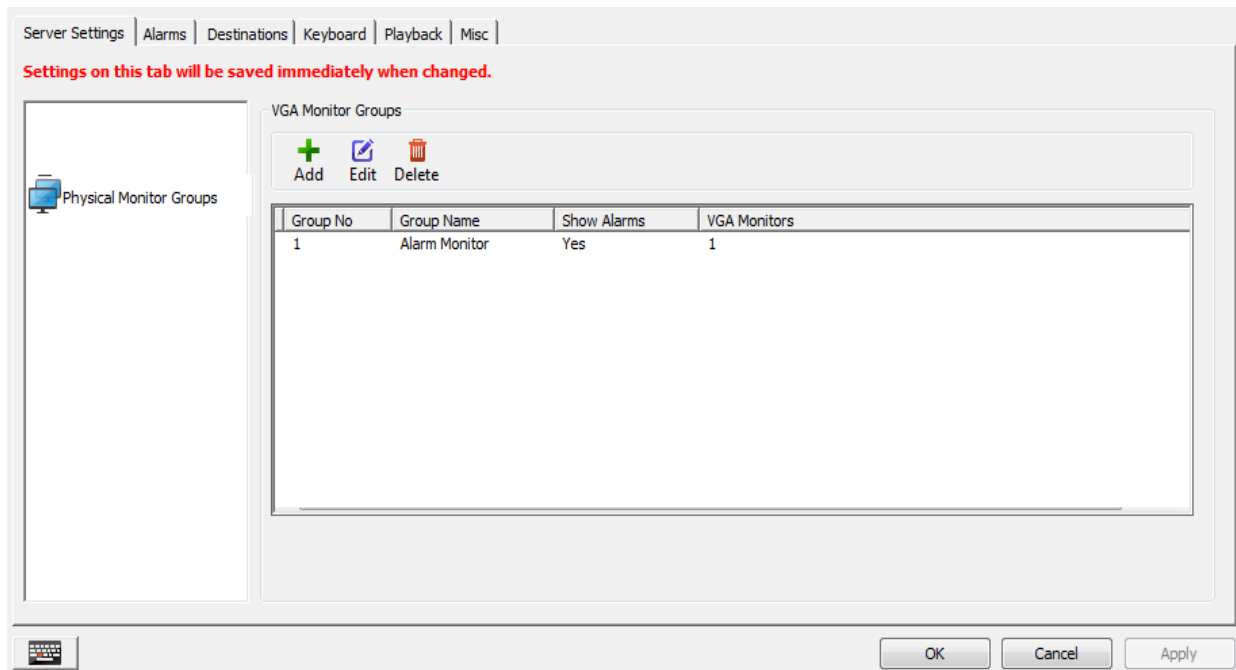 Server Settings Alarms Destinations Keyboard Playback Misc
Settings on this tab will be saved immediately when changed.
Physical Monitor Groups
VGA Monitor Groups
Add Edit Delete
Group No Group Name Show Alarms VGA Monitors
1 Alarm Monitor Yes 1
OK Cancel Apply